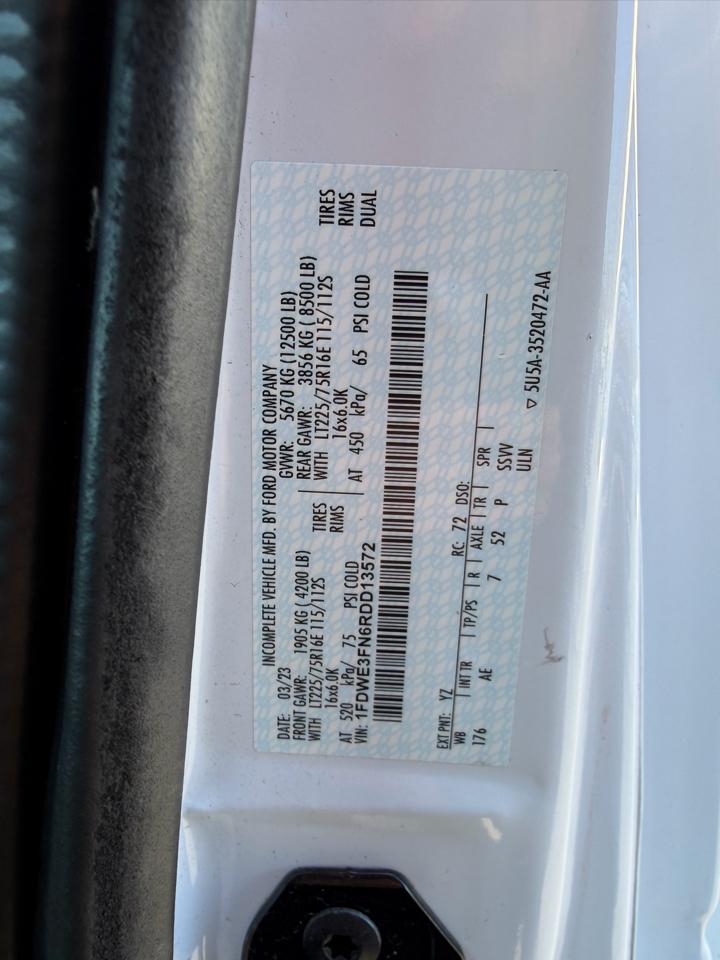 INCOMPLETE VEHICLE MFD. BY FORD MOTOR COMPANY
DATE: 03/23 GVWR: 5670 KG (12500 LB)
FRONT GAWR: 1905 KG ( 4200 LB) REAR GAWR: 3856 KG ( 8500 LB)
WITH LT225/75R16E 115/112S TIRES WITH LT225/75R16E 115/112S TIRES
16x6.0K RIMS 16x6.0K RIMS
AT 520 kPa/ 75 PSI COLD AT 450 kPa/ 65 PSI COLD DUAL
VIN: 1FDWE3FN6RDD13572
EXT PNT: YZ RC: 72 DSO:
WB INT TR TP/PS R AXLE TR SPR
176 AE 7 52 P SSVV
ULN
▽ 5U5A-3520472-AA